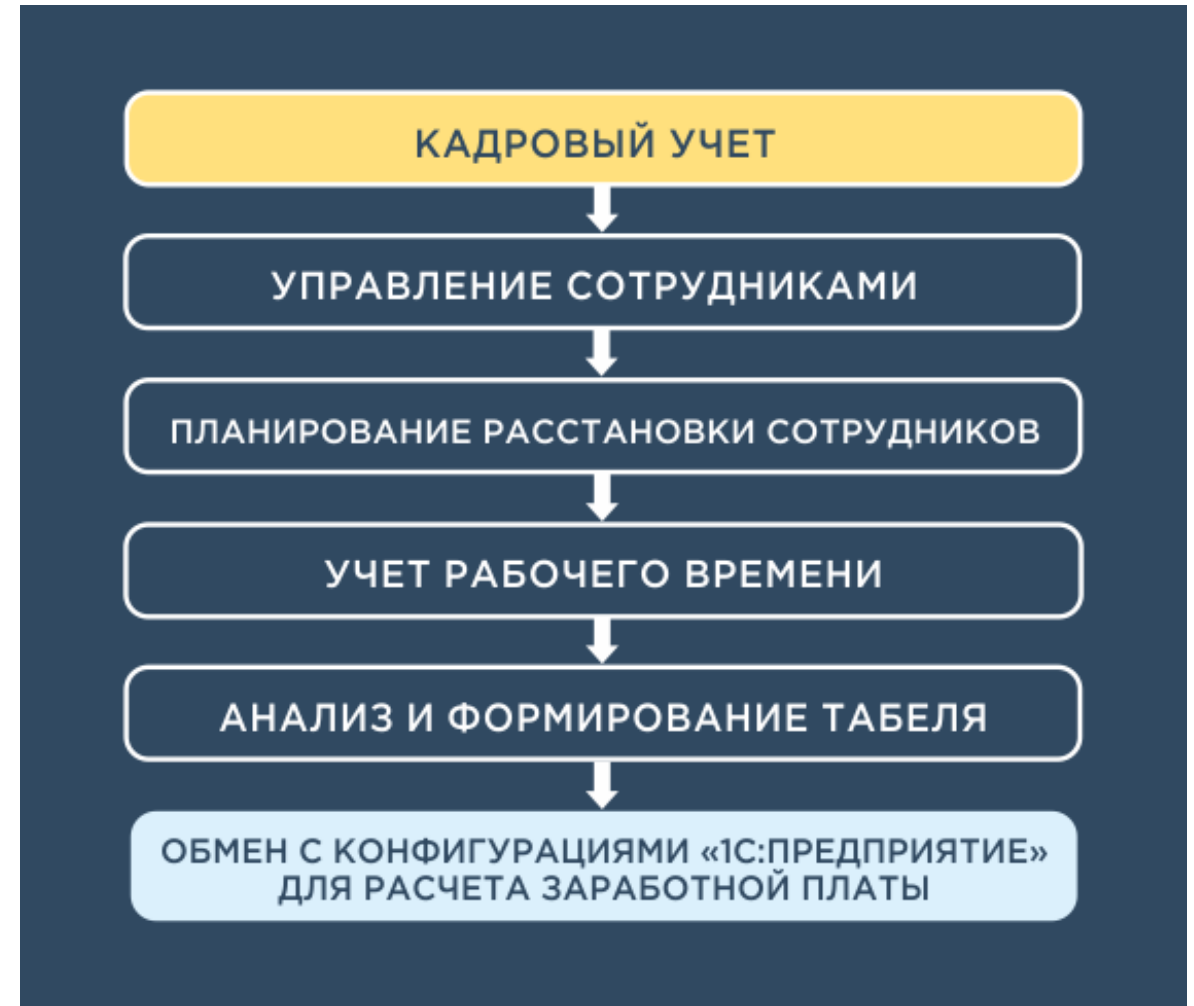 КАДРОВЫЙ УЧЕТ
УПРАВЛЕНИЕ СОТРУДНИКАМИ
ПЛАНИРОВАНИЕ РАССТАНОВКИ СОТРУДНИКОВ
УЧЕТ РАБОЧЕГО ВРЕМЕНИ
АНАЛИЗ И ФОРМИРОВАНИЕ ТАБЕЛЯ
ОБМЕН С КОНФИГУРАЦИЯМИ «1С:ПРЕДПРИЯТИЕ»
ДЛЯ РАСЧЕТА ЗАРАБОТНОЙ ПЛАТЫ